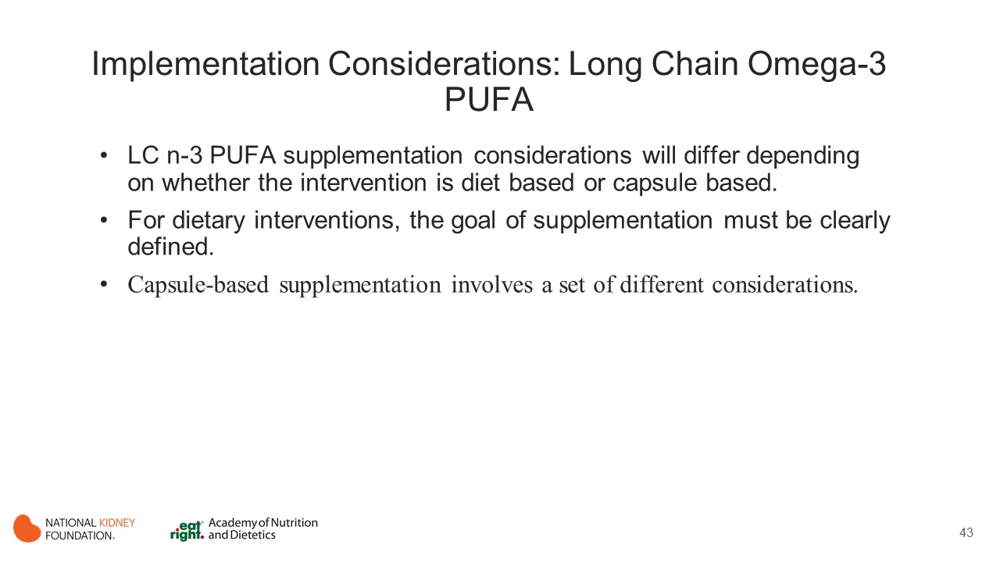 Implementation Considerations: Long Chain Omega-3
PUFA
• LC n-3 PUFA supplementation considerations will differ depending
on whether the intervention is diet based or capsule based.
• For dietary interventions, the goal of supplementation must be clearly
defined.
• Capsule-based supplementation involves a set of different considerations.
NATIONAL KIDNEY
FOUNDATION®
eat
right.
Academy of Nutrition
and Dietetics
43